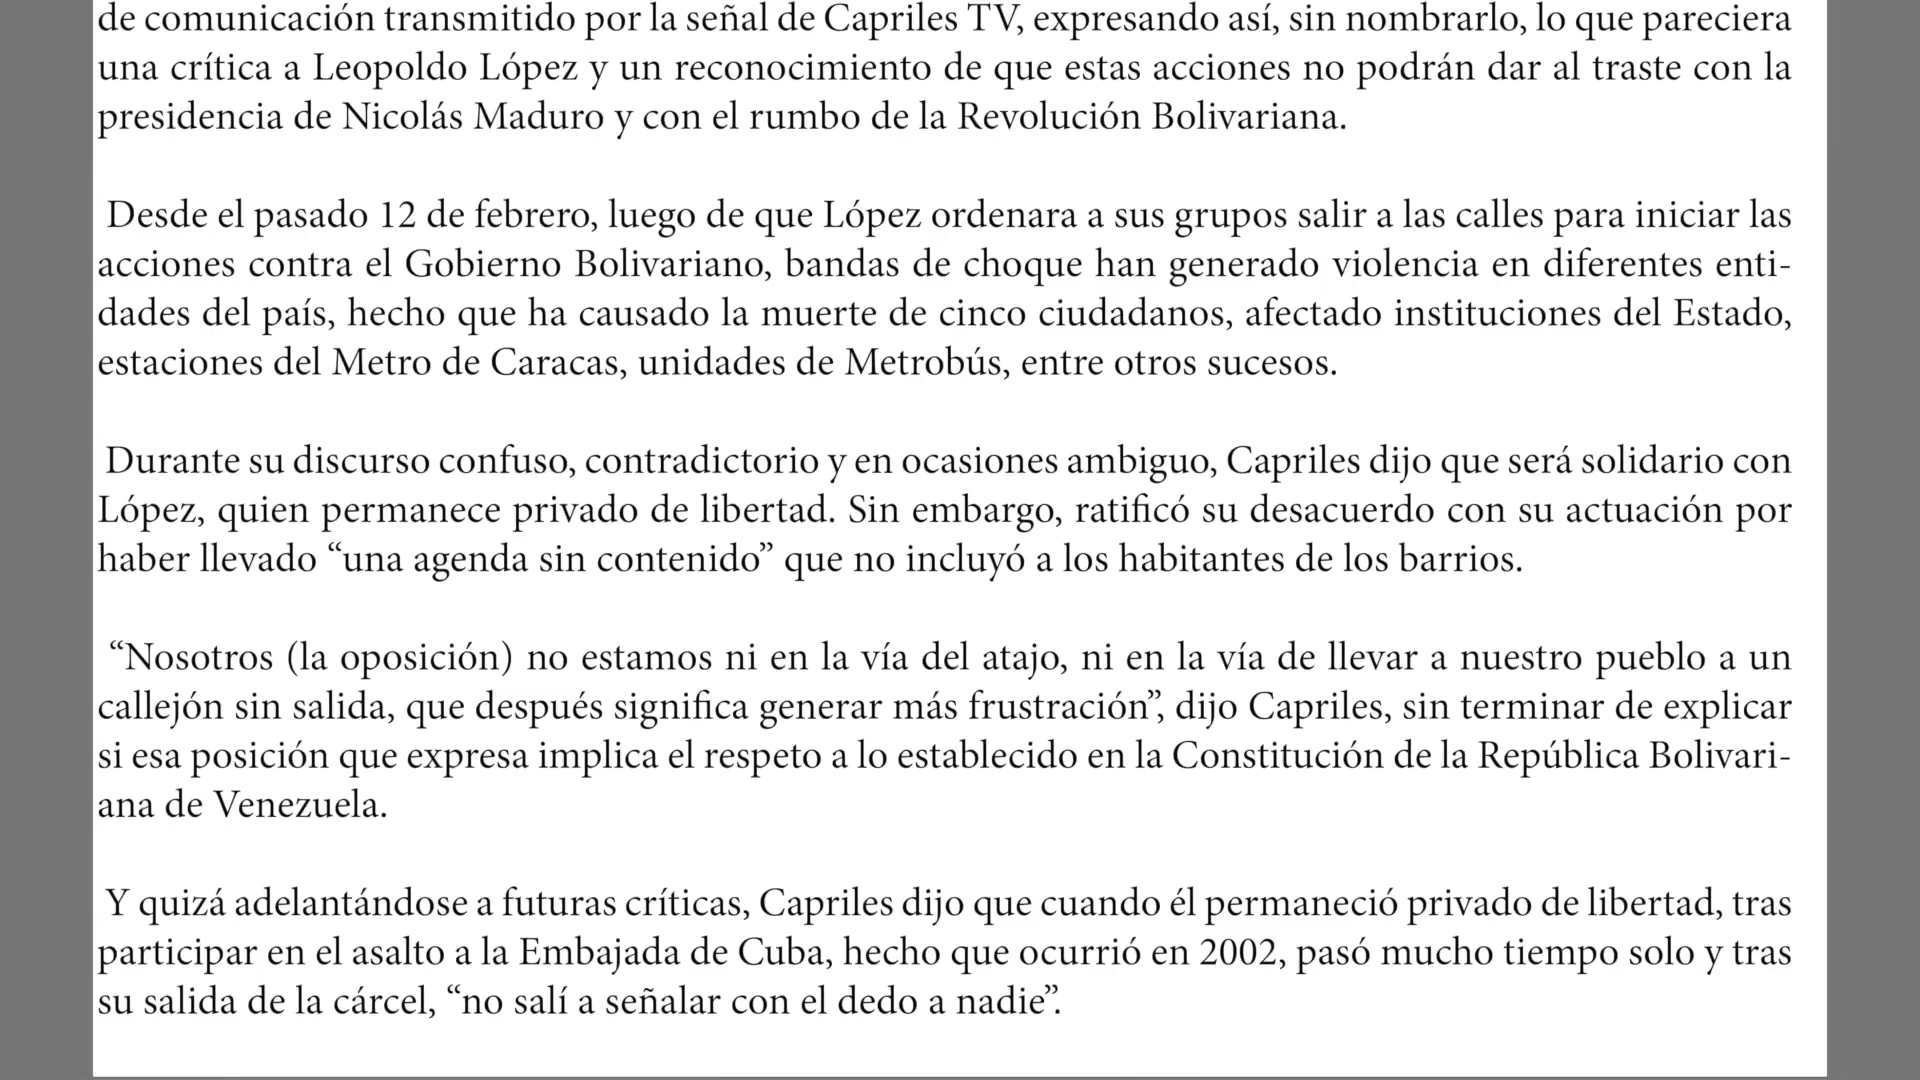 de comunicación transmitido por la señal de Capriles TV, expresando así, sin nombrarlo, lo que pareciera
una crítica a Leopoldo López y un reconocimiento de que estas acciones no podrán dar al traste con la
presidencia de Nicolás Maduro y con el rumbo de la Revolución Bolivariana.
Desde el pasado 12 de febrero, luego de que López ordenara a sus grupos salir a las calles para iniciar las
acciones contra el Gobierno Bolivariano, bandas de choque han generado violencia en diferentes enti-
dades del país, hecho que ha causado la muerte de cinco ciudadanos, afectado instituciones del Estado,
estaciones del Metro de Caracas, unidades de Metrobús, entre otros sucesos.
Durante su discurso confuso, contradictorio y en ocasiones ambiguo, Capriles dijo que será solidario con
López, quien permanece privado de libertad. Sin embargo, ratificó su desacuerdo con su actuación por
haber llevado “una agenda sin contenido” que no incluyó a los habitantes de los barrios.
“Nosotros (la oposición) no estamos ni en la vía del atajo, ni en la vía de llevar a nuestro pueblo a un
callejón sin salida, que después significa generar más frustración”, dijo Capriles, sin terminar de explicar
si esa posición que expresa implica el respeto a lo establecido en la Constitución de la República Bolivari-
ana de Venezuela.
Y quizá adelantándose a futuras críticas, Capriles dijo que cuando él permaneció privado de libertad, tras
participar en el asalto a la Embajada de Cuba, hecho que ocurrió en 2002, pasó mucho tiempo solo y tras
su salida de la cárcel, “no salí a señalar con el dedo a nadie”.